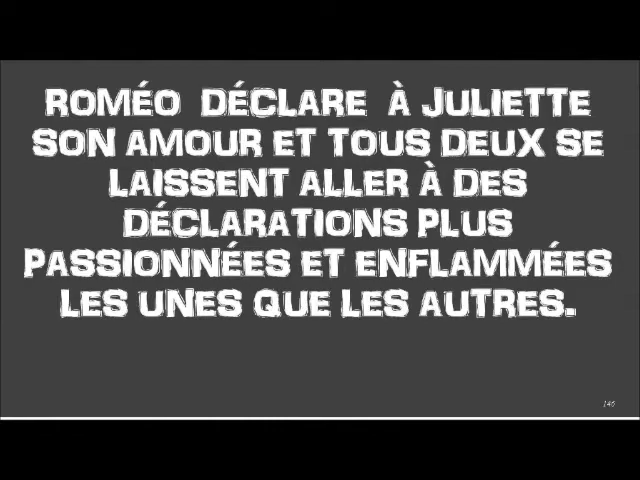 ROMÉO DÉCLARE À JULIETTE
SON AMOUR ET TOUS DEUX SE
LAISSENT ALLER À DES
DÉCLARATIONS PLUS
PASSIONNÉES ET ENFLAMMÉES
LES UNES QUE LES AUTRES.
146